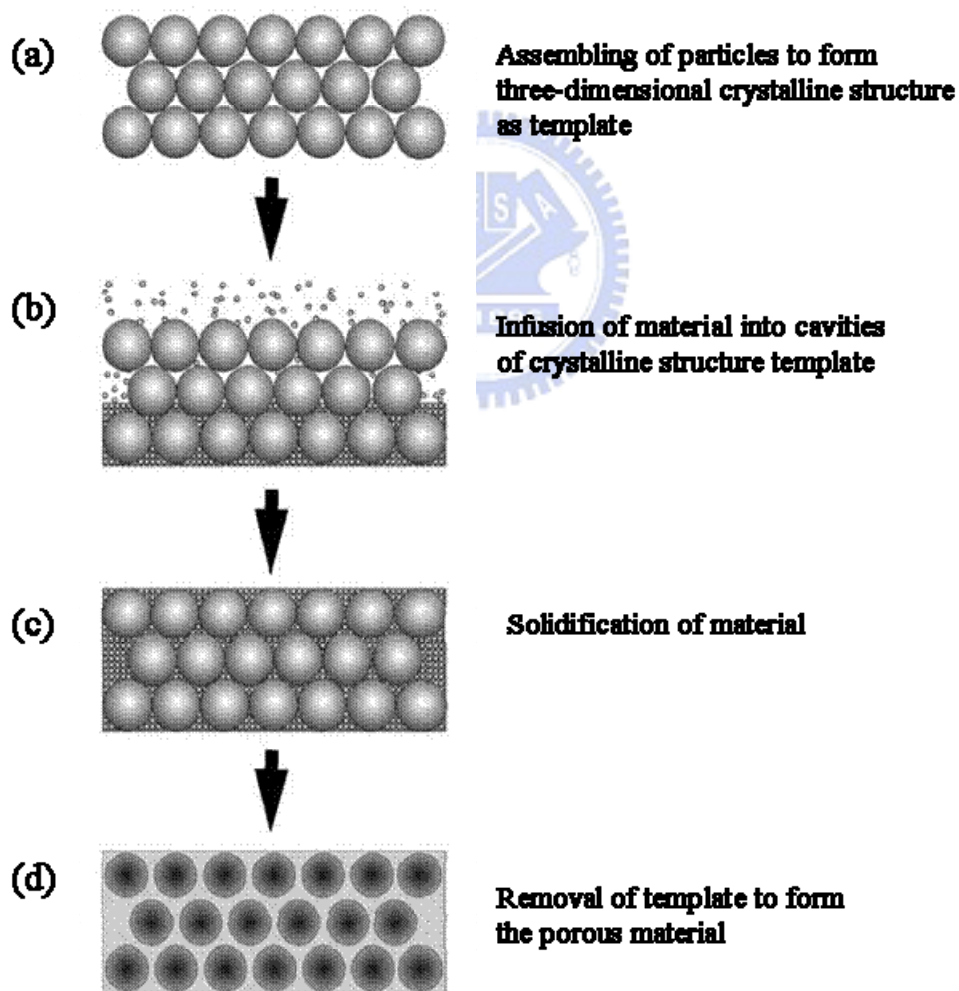 (a)
Assembling of particles to form
three-dimensional crystalline structure
as template
S A
(b)
Infusion of material into cavities
of crystalline structure template
(c)
Solidification of material
(d)
Removal of template to form
the porous material